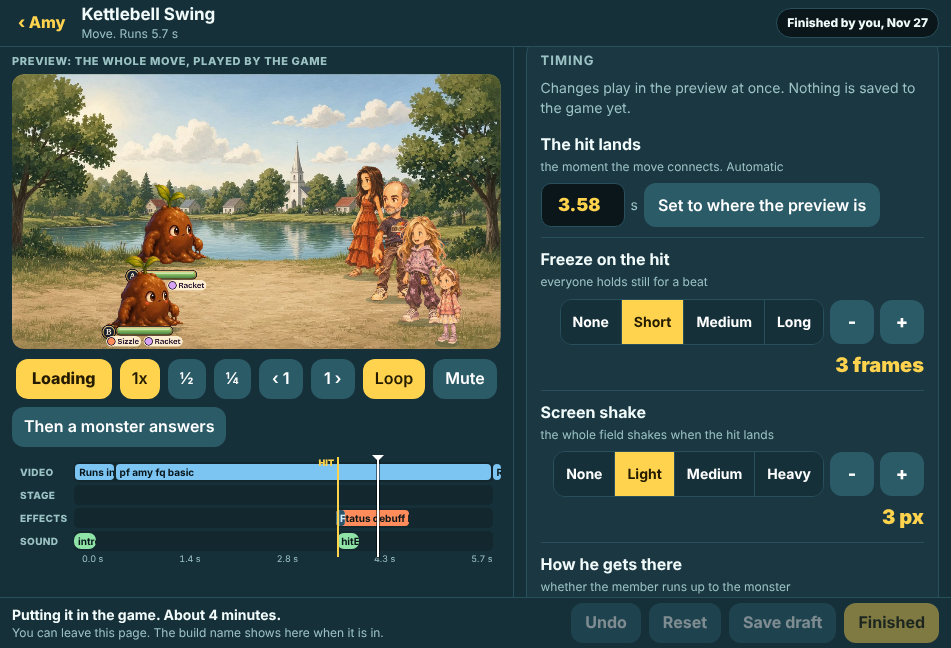 ‹ Amy
Kettlebell Swing
Move. Runs 5.7 s
Finished by you, Nov 27
PREVIEW: THE WHOLE MOVE, PLAYED BY THE GAME
A
Racket
B
Sizzle Racket
Loading 1x ½ ¼ ‹ 1 1 › Loop Mute
Then a monster answers
HIT
VIDEO Runs in pf amy fq basic R
STAGE
EFFECTS F tatus debuff
SOUND intr hitE
0.0 s 1.4 s 2.8 s 4.3 s 5.7 s
TIMING
Changes play in the preview at once. Nothing is saved to
the game yet.
The hit lands
the moment the move connects. Automatic
3.58 s Set to where the preview is
Freeze on the hit
everyone holds still for a beat
None Short Medium Long - +
3 frames
Screen shake
the whole field shakes when the hit lands
None Light Medium Heavy - +
3 px
How he gets there
whether the member runs up to the monster
Putting it in the game. About 4 minutes.
You can leave this page. The build name shows here when it is in.
Undo Reset Save draft Finished